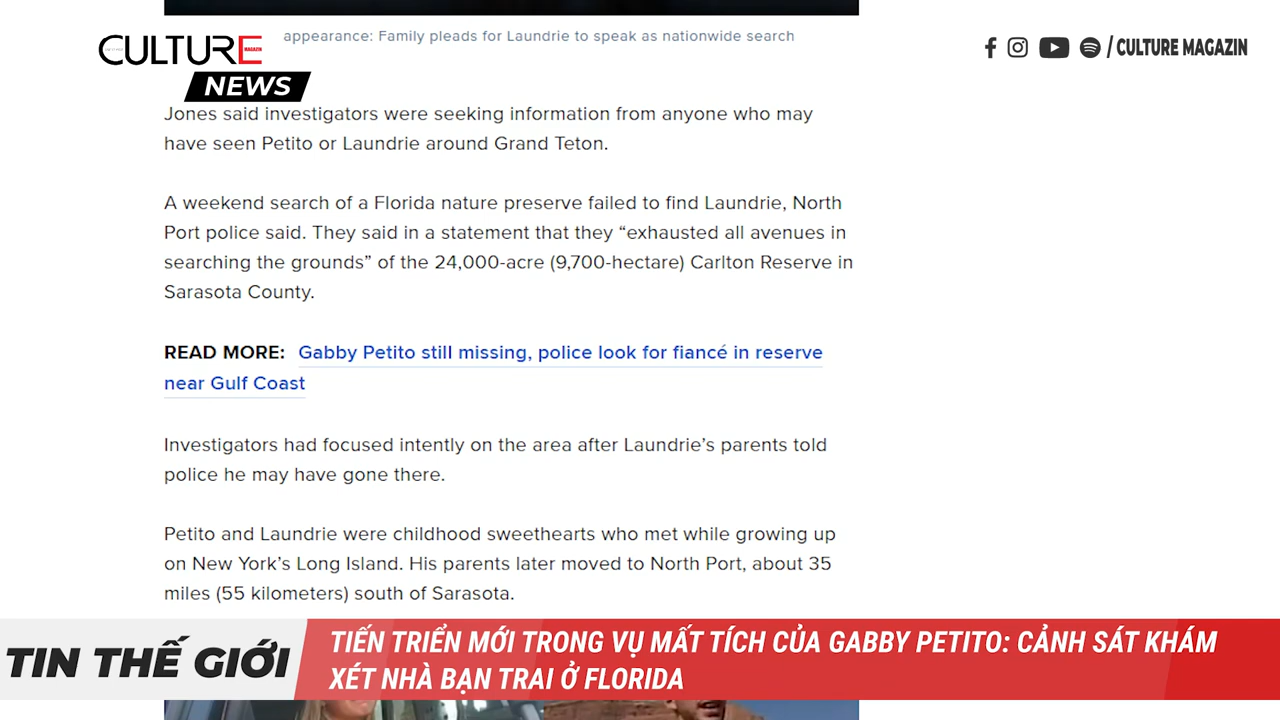 CULTURE
MAGAZIN
NEWS
appearance: Family pleads for Laundrie to speak as nationwide search
/ CULTURE MAGAZIN
Jones said investigators were seeking information from anyone who may
have seen Petito or Laundrie around Grand Teton.
A weekend search of a Florida nature preserve failed to find Laundrie, North
Port police said. They said in a statement that they “exhausted all avenues in
searching the grounds” of the 24,000-acre (9,700-hectare) Carlton Reserve in
Sarasota County.
READ MORE: Gabby Petito still missing, police look for fiancé in reserve
near Gulf Coast
Investigators had focused intently on the area after Laundrie’s parents told
police he may have gone there.
Petito and Laundrie were childhood sweethearts who met while growing up
on New York’s Long Island. His parents later moved to North Port, about 35
miles (55 kilometers) south of Sarasota.
TIN THẾ GIỚI
TIẾN TRIỂN MỚI TRONG VỤ MẤT TÍCH CỦA GABBY PETITO: CẢNH SÁT KHÁM
XÉT NHÀ BẠN TRAI Ở FLORIDA